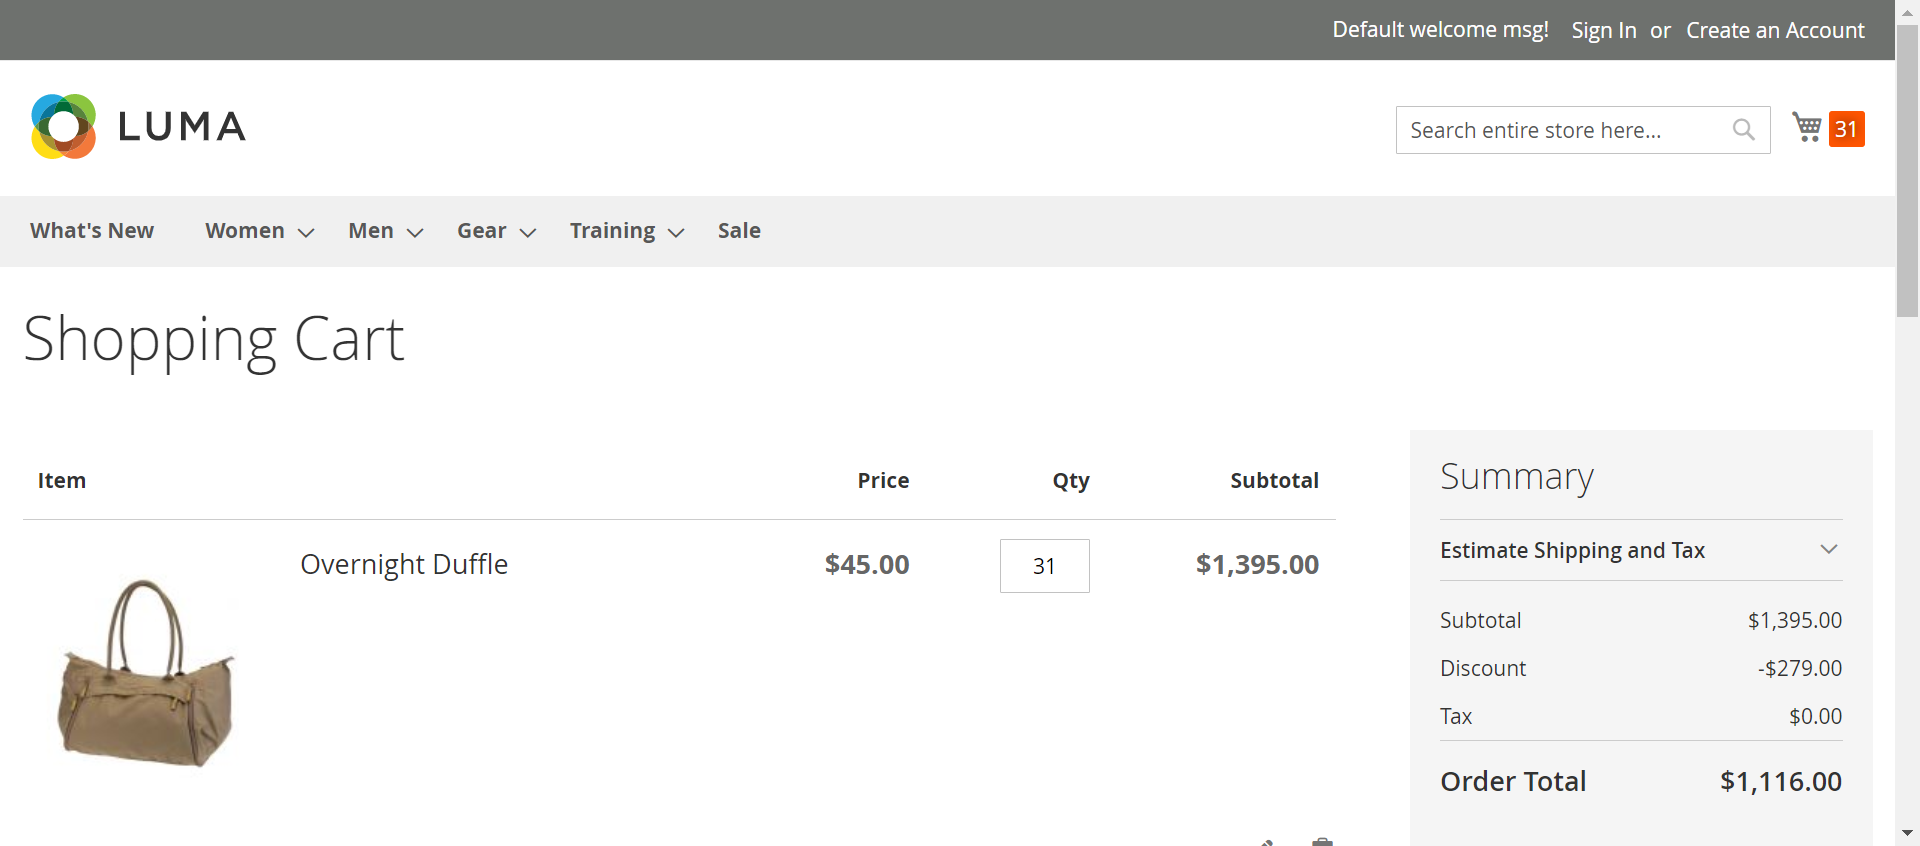 Default welcome msg! Sign In or Create an Account
LUMA
Search entire store here...
31
What's New Women Men Gear Training Sale
Shopping Cart
Item Price Qty Subtotal
Overnight Duffle $45.00 31 $1,395.00
Summary
Estimate Shipping and Tax
Subtotal $1,395.00
Discount -$279.00
Tax $0.00
Order Total $1,116.00